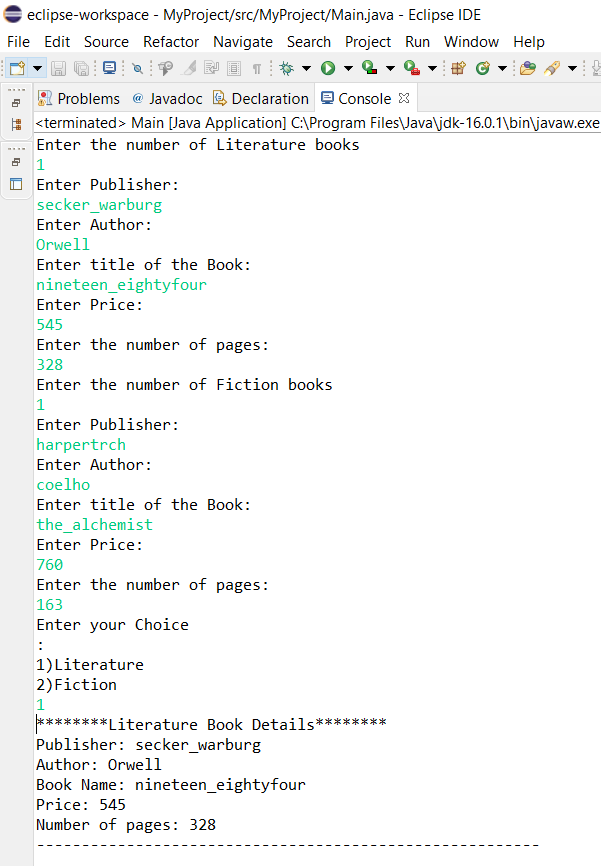 eclipse-workspace - MyProject/src/MyProject/Main.java - Eclipse IDE
File Edit Source Refactor Navigate Search Project Run Window Help
Problems @ Javadoc Declaration Console
<terminated> Main [Java Application] C:\Program Files\Java\jdk-16.0.1\bin\javaw.exe
Enter the number of Literature books
1
Enter Publisher:
secker_warburg
Enter Author:
Orwell
Enter title of the Book:
nineteen_eightyfour
Enter Price:
545
Enter the number of pages:
328
Enter the number of Fiction books
1
Enter Publisher:
harpertrch
Enter Author:
coelho
Enter title of the Book:
the_alchemist
Enter Price:
760
Enter the number of pages:
163
Enter your Choice
:
1)Literature
2)Fiction
1
********Literature Book Details********
Publisher: secker_warburg
Author: Orwell
Book Name: nineteen_eightyfour
Price: 545
Number of pages: 328
--------------------------------------------------------